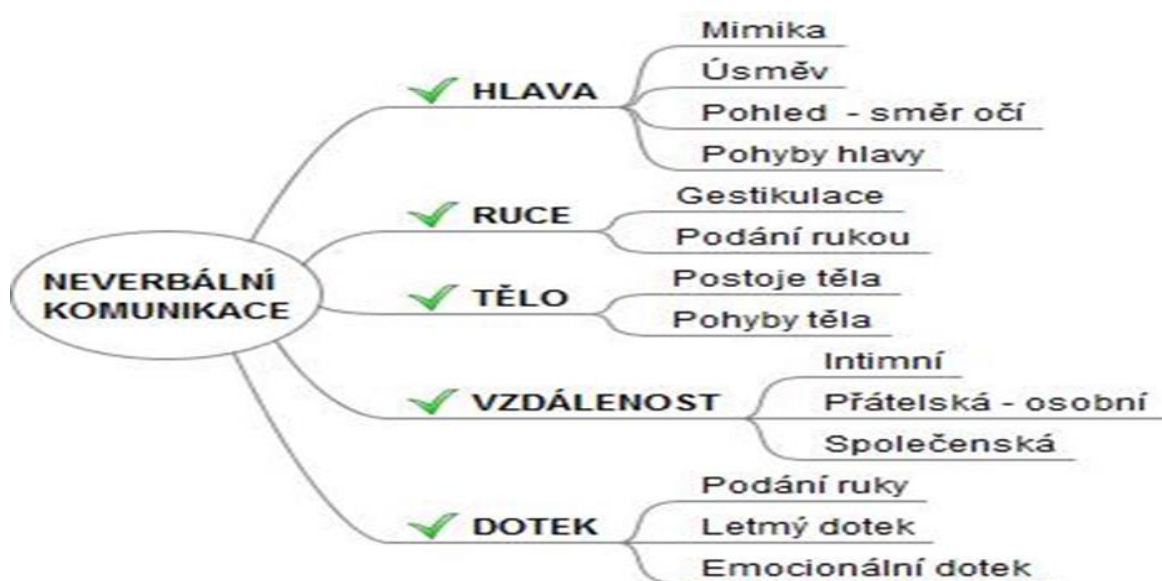 NEVERBÁLNÍ
KOMUNIKACE
HLAVA
Mimika
Úsměv
Pohled - směr očí
Pohyby hlavy
RUCE
Gestikulace
Podání rukou
TĚLO
Postoje těla
Pohyby těla
VZDÁLENOST
Intimní
Přátelská - osobní
Společenská
DOTEK
Podání ruky
Letmý dotek
Emocionální dotek